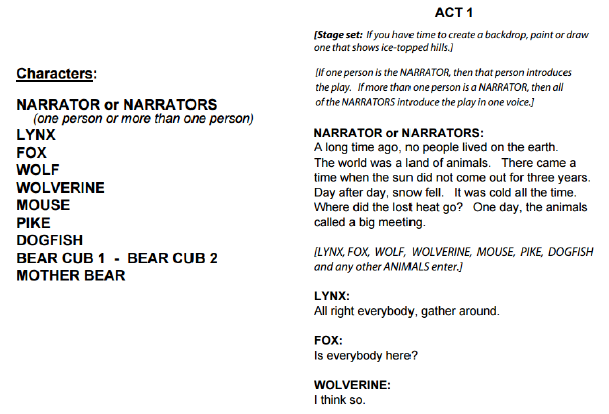 Characters:
NARRATOR or NARRATORS
(one person or more than one person)
LYNX
FOX
WOLF
WOLVERINE
MOUSE
PIKE
DOGFISH
BEAR CUB 1 - BEAR CUB 2
MOTHER BEAR
ACT 1
[Stage set: If you have time to create a backdrop, paint or draw
one that shows ice-topped hills.]
[If one person is the NARRATOR, then that person introduces
the play. If more than one person is a NARRATOR, then all
of the NARRATORS introduce the play in one voice.]
NARRATOR or NARRATORS:
A long time ago, no people lived on the earth.
The world was a land of animals. There came a
time when the sun did not come out for three years.
Day after day, snow fell. It was cold all the time.
Where did the lost heat go? One day, the animals
called a big meeting.
[LYNX, FOX, WOLF, WOLVERINE, MOUSE, PIKE, DOGFISH
and any other ANIMALS enter.]
LYNX:
All right everybody, gather around.
FOX:
Is everybody here?
WOLVERINE:
I think so.